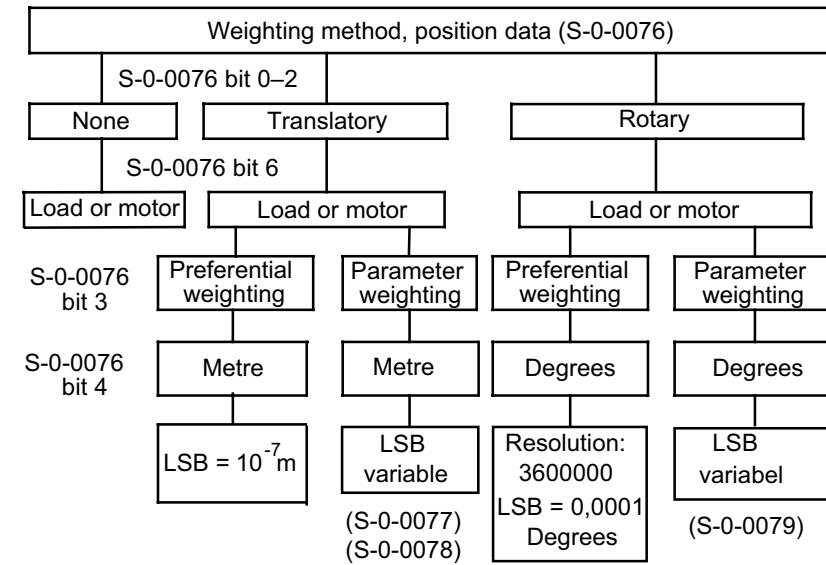 Weighting method, position data (S-0-0076)
S-0-0076 bit 0–2
None
Translatory
Rotary
S-0-0076 bit 6
Load or motor
Load or motor
Load or motor
S-0-0076
bit 3
Preferential
weighting
Parameter
weighting
Preferential
weighting
Parameter
weighting
S-0-0076
bit 4
Metre
Metre
Degrees
Degrees
LSB = 10⁻⁷m
LSB
variable
Resolution:
3600000
LSB = 0,0001
Degrees
LSB
variabel
(S-0-0077)
(S-0-0078)
(S-0-0079)